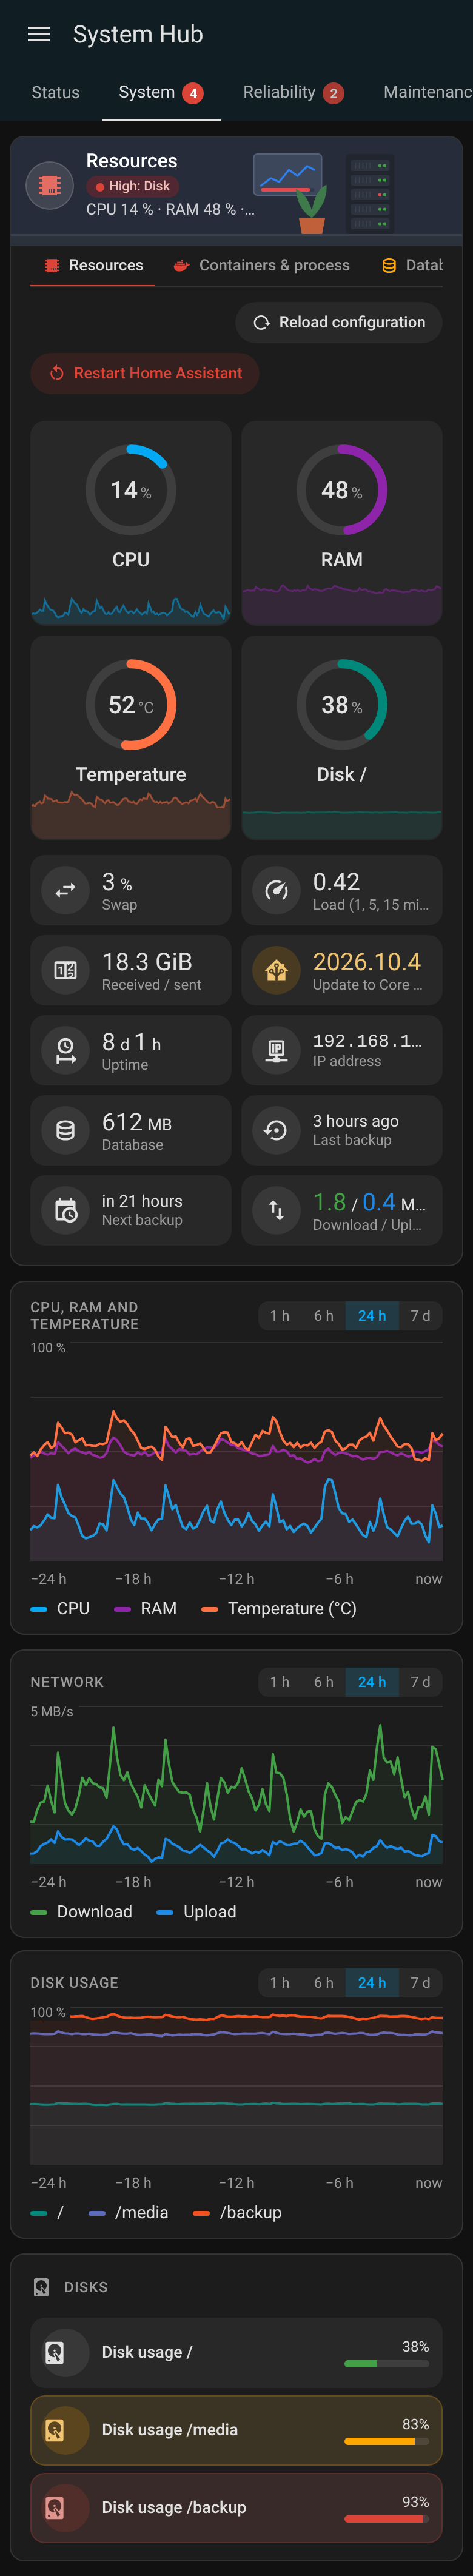 System Hub
Status
System 4
Reliability 2
Maintenanc
Resources
High: Disk
CPU 14 % · RAM 48 % ·…
Resources
Containers & process
Datab
Reload configuration
Restart Home Assistant
14 %
CPU
48 %
RAM
52 °C
Temperature
38 %
Disk /
3 %
Swap
0.42
Load (1, 5, 15 mi…
18.3 GiB
Received / sent
2026.10.4
Update to Core …
8 d 1 h
Uptime
IP
192.168.1…
IP address
612 MB
Database
3 hours ago
Last backup
in 21 hours
Next backup
1.8 / 0.4 M…
Download / Upl…
CPU, RAM AND
TEMPERATURE
1 h 6 h 24 h 7 d
100 %
−24 h −18 h −12 h −6 h now
CPU RAM Temperature (°C)
NETWORK
1 h 6 h 24 h 7 d
5 MB/s
−24 h −18 h −12 h −6 h now
Download Upload
DISK USAGE
1 h 6 h 24 h 7 d
100 %
−24 h −18 h −12 h −6 h now
/ /media /backup
DISKS
Disk usage /
38%
Disk usage /media
83%
Disk usage /backup
93%